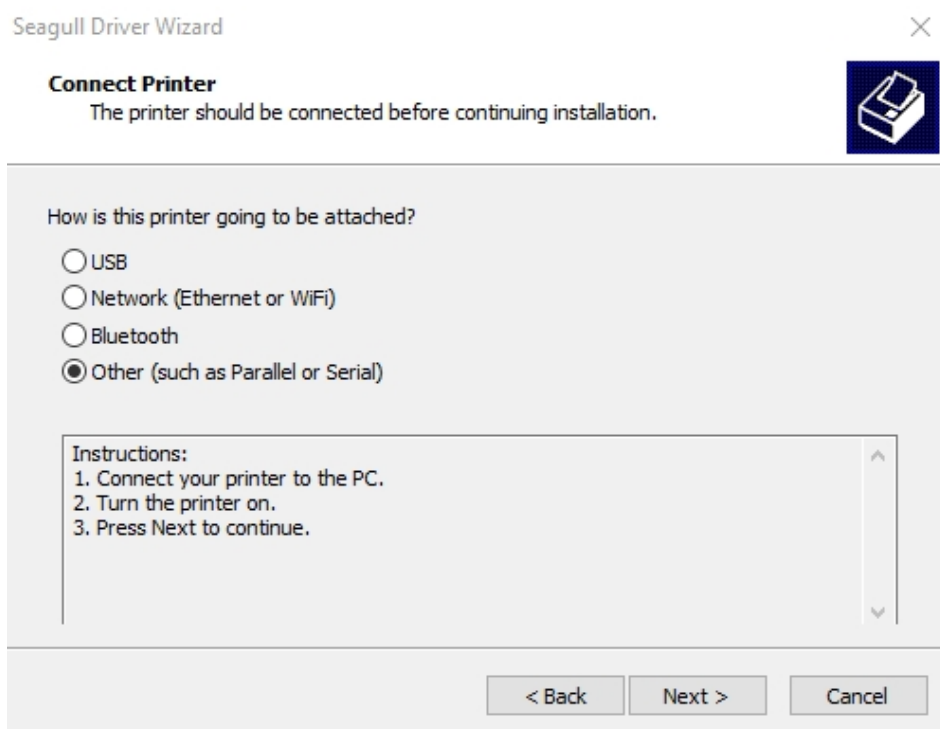 Seagull Driver Wizard
Connect Printer
The printer should be connected before continuing installation.
How is this printer going to be attached?
USB
Network (Ethernet or WiFi)
Bluetooth
Other (such as Parallel or Serial)
Instructions:
1. Connect your printer to the PC.
2. Turn the printer on.
3. Press Next to continue.
< Back Next > Cancel